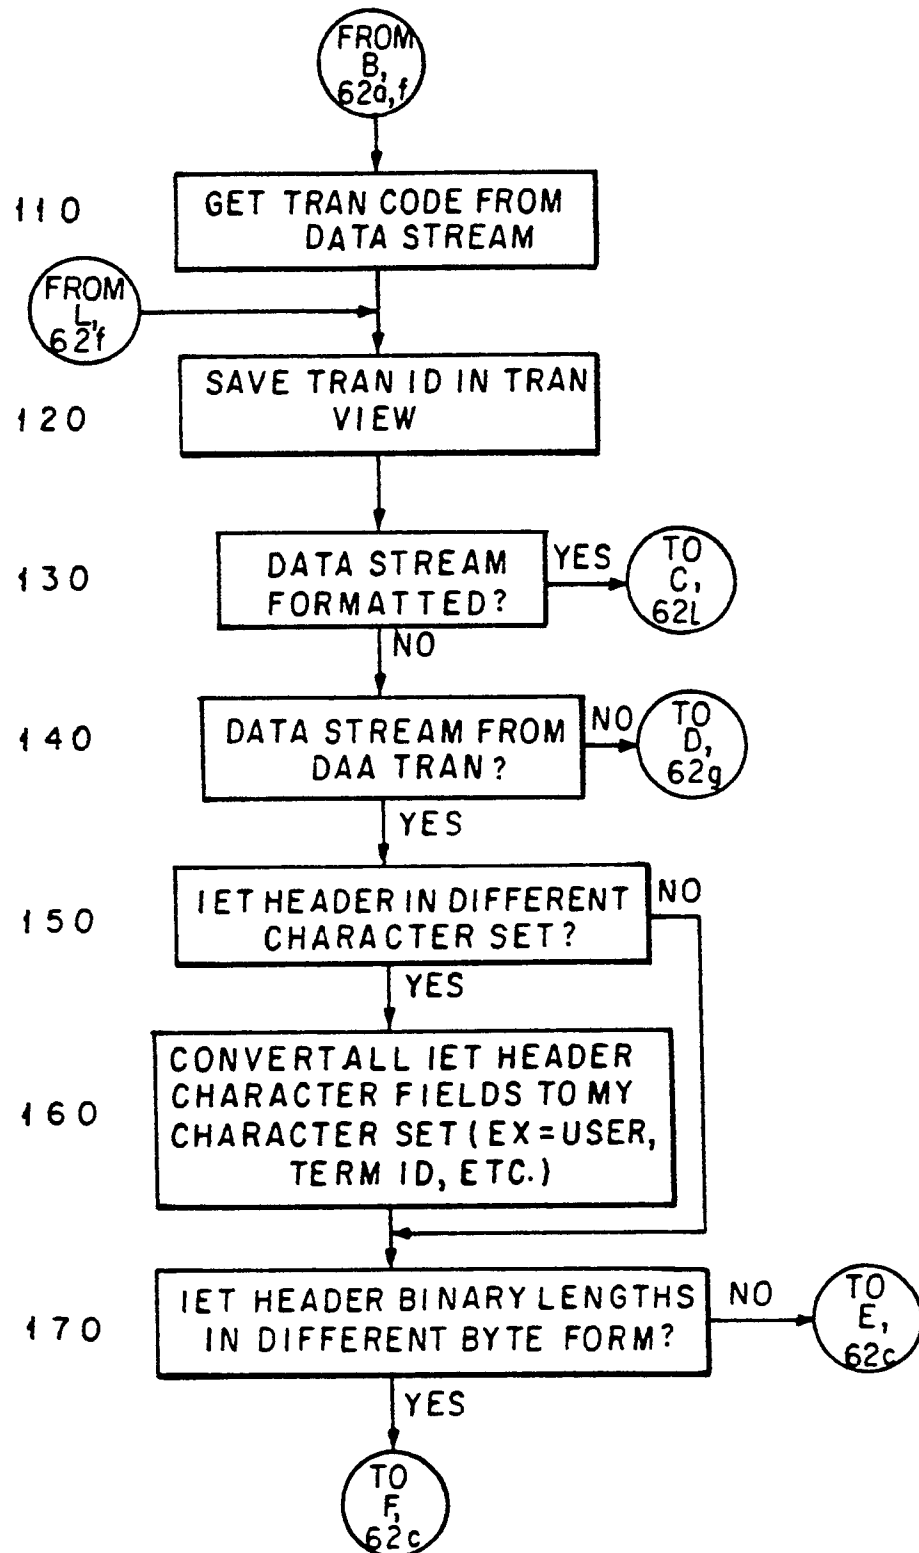 FROM
B,
62a,f
110
GET TRAN CODE FROM
DATA STREAM
FROM
L,
62f
120
SAVE TRAN ID IN TRAN
VIEW
130
DATA STREAM
FORMATTED?
YES
TO
C,
62L
NO
140
DATA STREAM FROM
DAA TRAN?
NO
TO
D,
62g
YES
150
IET HEADER IN DIFFERENT
CHARACTER SET?
NO
YES
160
CONVERT ALL IET HEADER
CHARACTER FIELDS TO MY
CHARACTER SET (EX=USER,
TERM ID, ETC.)
170
IET HEADER BINARY LENGTHS
IN DIFFERENT BYTE FORM?
NO
TO
E,
62c
YES
TO
F,
62c